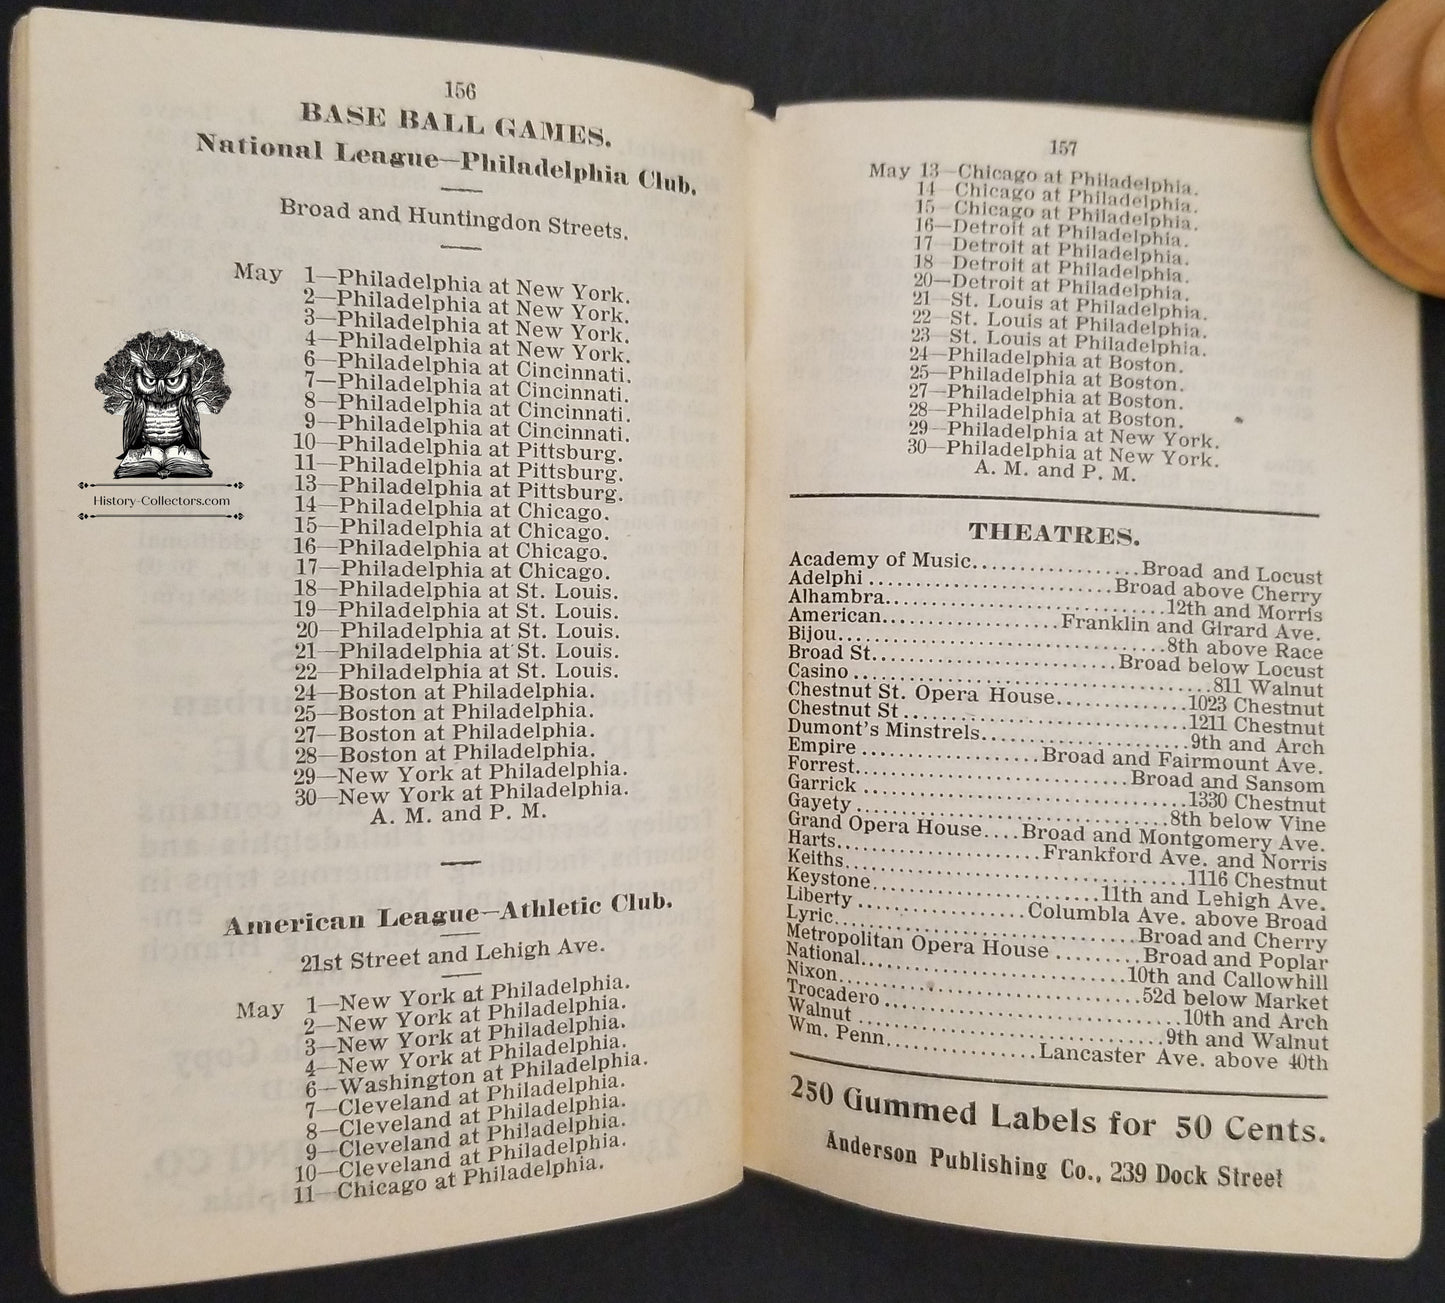 156
BASE BALL GAMES.
National League—Philadelphia Club.
Broad and Huntingdon Streets.
May 1—Philadelphia at New York.
2—Philadelphia at New York.
3—Philadelphia at New York.
4—Philadelphia at New York.
6—Philadelphia at Cincinnati.
7—Philadelphia at Cincinnati.
8—Philadelphia at Cincinnati.
9—Philadelphia at Cincinnati.
10—Philadelphia at Pittsburg.
11—Philadelphia at Pittsburg.
13—Philadelphia at Pittsburg.
14—Philadelphia at Chicago.
15—Philadelphia at Chicago.
16—Philadelphia at Chicago.
17—Philadelphia at Chicago.
18—Philadelphia at St. Louis.
19—Philadelphia at St. Louis.
20—Philadelphia at St. Louis.
21—Philadelphia at St. Louis.
22—Philadelphia at St. Louis.
24—Boston at Philadelphia.
25—Boston at Philadelphia.
27—Boston at Philadelphia.
28—Boston at Philadelphia.
29—New York at Philadelphia.
30—New York at Philadelphia.
A. M. and P. M.
American League—Athletic Club.
21st Street and Lehigh Ave.
May 1—New York at Philadelphia.
2—New York at Philadelphia.
3—New York at Philadelphia.
4—New York at Philadelphia.
6—Washington at Philadelphia.
7—Cleveland at Philadelphia.
8—Cleveland at Philadelphia.
9—Cleveland at Philadelphia.
10—Cleveland at Philadelphia.
11—Chicago at Philadelphia.
History-Collectors.com
157
May 13—Chicago at Philadelphia.
14—Chicago at Philadelphia.
15—Chicago at Philadelphia.
16—Detroit at Philadelphia.
17—Detroit at Philadelphia.
18—Detroit at Philadelphia.
20—Detroit at Philadelphia.
21—St. Louis at Philadelphia.
22—St. Louis at Philadelphia.
23—St. Louis at Philadelphia.
24—Philadelphia at Boston.
25—Philadelphia at Boston.
27—Philadelphia at Boston.
28—Philadelphia at Boston.
29—Philadelphia at New York.
30—Philadelphia at New York.
A. M. and P. M.
THEATRES.
Academy of Music.................Broad and Locust
Adelphi .........................Broad above Cherry
Alhambra............................12th and Morris
American..................Franklin and Girard Ave.
Bijou.................................8th above Race
Broad St.........................Broad below Locust
Casino ...................................811 Walnut
Chestnut St. Opera House.............1023 Chestnut
Chestnut St ..........................1211 Chestnut
Dumont's Minstrels....................9th and Arch
Empire ..................Broad and Fairmount Ave.
Forrest...........................Broad and Sansom
Garrick ..............................1330 Chestnut
Gayety ..............................8th below Vine
Grand Opera House....Broad and Montgomery Ave.
Harts.....................Frankford Ave. and Norris
Keiths................................1116 Chestnut
Keystone.......................11th and Lehigh Ave.
Liberty .................Columbia Ave. above Broad
Lyric..............................Broad and Cherry
Metropolitan Opera House .........Broad and Poplar
National..........................10th and Callowhill
Nixon...............................52d below Market
Trocadero ............................10th and Arch
Walnut ...............................9th and Walnut
Wm. Penn...............Lancaster Ave. above 40th
250 Gummed Labels for 50 Cents.
Anderson Publishing Co., 239 Dock Street